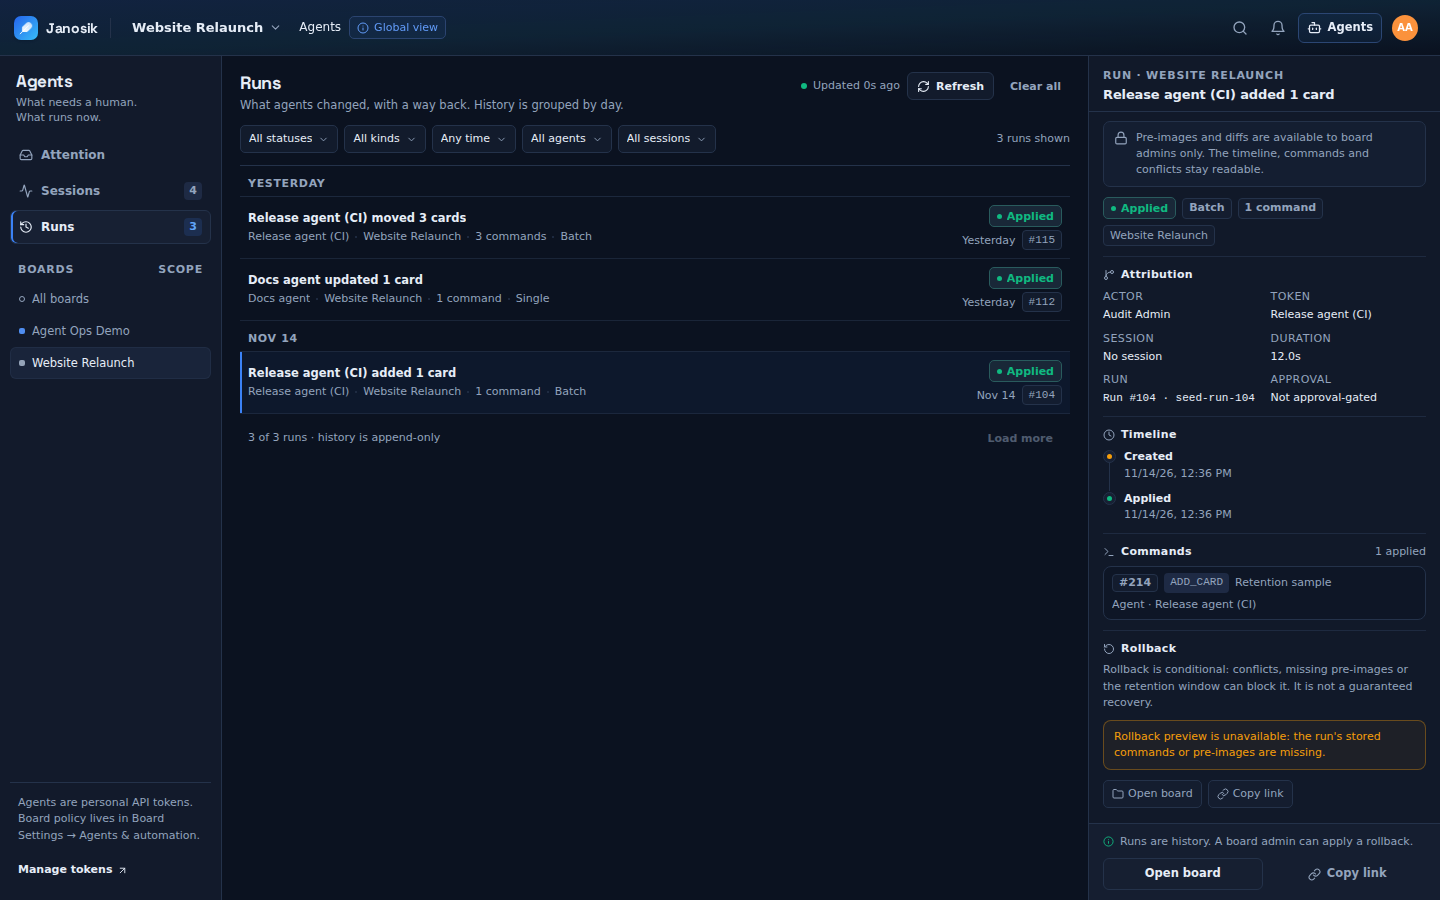 Janosik
Website Relaunch
Agents
Global view
Agents
AA
Agents
What needs a human.
What runs now.
Attention
Sessions 4
Runs 3
BOARDS SCOPE
All boards
Agent Ops Demo
Website Relaunch
Agents are personal API tokens.
Board policy lives in Board
Settings → Agents & automation.
Manage tokens
Runs
What agents changed, with a way back. History is grouped by day.
Updated 0s ago
Refresh
Clear all
All statuses
All kinds
Any time
All agents
All sessions
3 runs shown
YESTERDAY
Release agent (CI) moved 3 cards
Applied
Release agent (CI) · Website Relaunch · 3 commands · Batch
Yesterday #115
Docs agent updated 1 card
Applied
Docs agent · Website Relaunch · 1 command · Single
Yesterday #112
NOV 14
Release agent (CI) added 1 card
Applied
Release agent (CI) · Website Relaunch · 1 command · Batch
Nov 14 #104
3 of 3 runs · history is append-only
Load more
RUN · WEBSITE RELAUNCH
Release agent (CI) added 1 card
Pre-images and diffs are available to board
admins only. The timeline, commands and
conflicts stay readable.
Applied
Batch
1 command
Website Relaunch
Attribution
ACTOR TOKEN
Audit Admin Release agent (CI)
SESSION DURATION
No session 12.0s
RUN APPROVAL
Run #104 · seed-run-104 Not approval-gated
Timeline
Created
11/14/26, 12:36 PM
Applied
11/14/26, 12:36 PM
Commands 1 applied
#214 ADD_CARD Retention sample
Agent · Release agent (CI)
Rollback
Rollback is conditional: conflicts, missing pre-images or
the retention window can block it. It is not a guaranteed
recovery.
Rollback preview is unavailable: the run's stored
commands or pre-images are missing.
Open board
Copy link
Runs are history. A board admin can apply a rollback.
Open board
Copy link